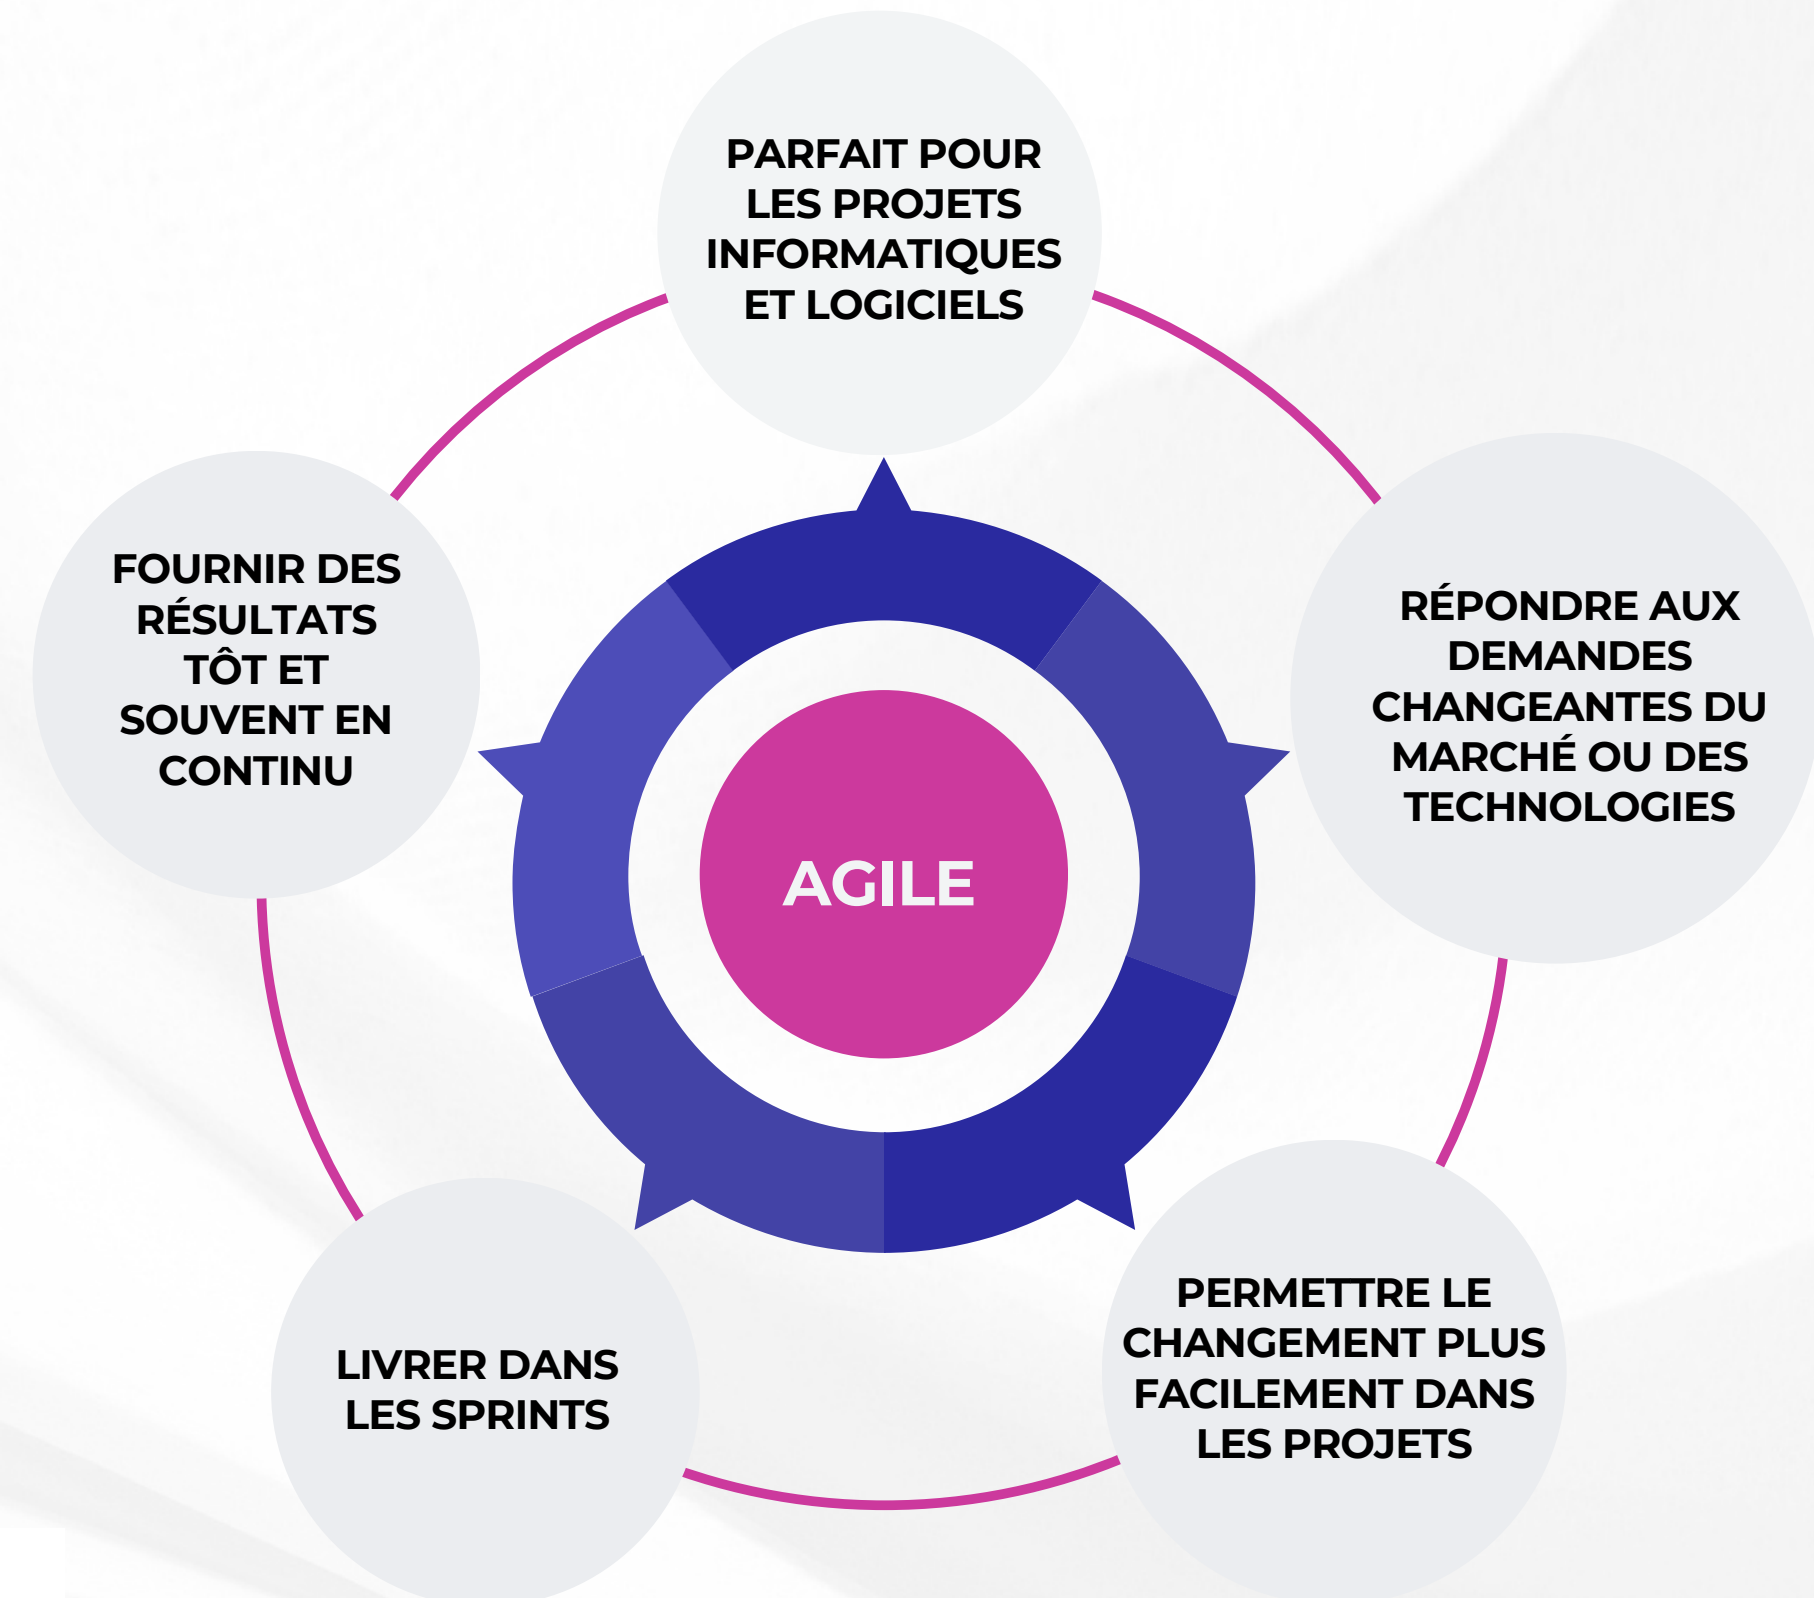 PARFAIT POUR
LES PROJETS
INFORMATIQUES
ET LOGICIELS
FOURNIR DES
RÉSULTATS
TÔT ET
SOUVENT EN
CONTINU
RÉPONDRE AUX
DEMANDES
CHANGEANTES DU
MARCHÉ OU DES
TECHNOLOGIES
AGILE
LIVRER DANS
LES SPRINTS
PERMETTRE LE
CHANGEMENT PLUS
FACILEMENT DANS
LES PROJETS